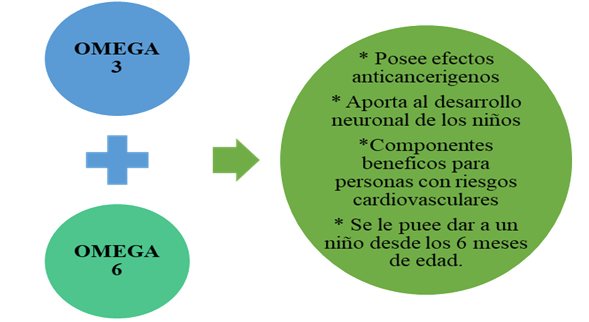 OMEGA
3
OMEGA
6
* Posee efectos
anticancerigenos
* Aporta al desarrollo
neuronal de los niños
*Componentes
beneficos para
personas con riesgos
cardiovasculares
* Se le puee dar a un
niño desde los 6 meses
de edad.